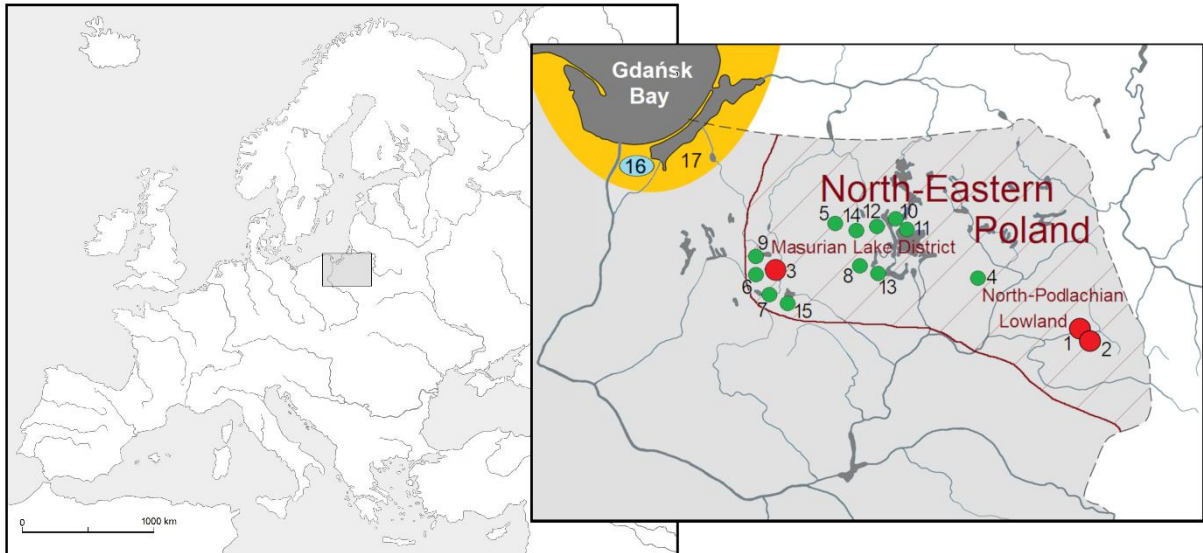 0
1000 km
Gdańsk
Bay
16
17
North-Eastern
Poland
Masurian Lake District
North-Podlachian
Lowland
5
14
12
10
11
9
3
6
8
13
4
7
15
1
2